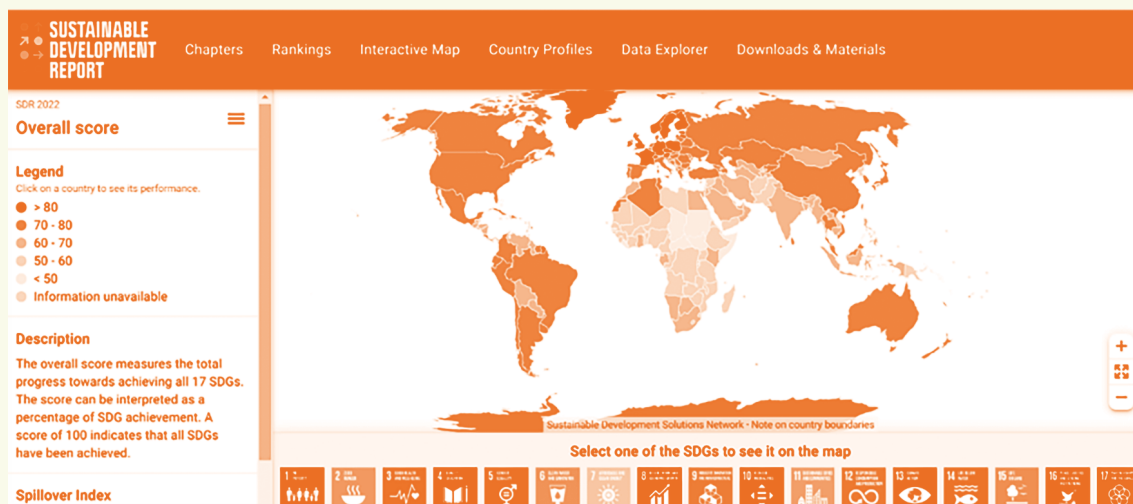 SUSTAINABLE
DEVELOPMENT
REPORT
Chapters Rankings Interactive Map Country Profiles Data Explorer Downloads & Materials
SDR 2022
Overall score
Legend
Click on a country to see its performance.
> 80
70 - 80
60 - 70
50 - 60
< 50
Information unavailable
Description
The overall score measures the total
progress towards achieving all 17 SDGs.
The score can be interpreted as a
percentage of SDG achievement. A
score of 100 indicates that all SDGs
have been achieved.
Spillover Index
Sustainable Development Solutions Network · Note on country boundaries
Select one of the SDGs to see it on the map
1 2 3 4 5 6 7 8 9 10 11 12 13 14 15 16 17